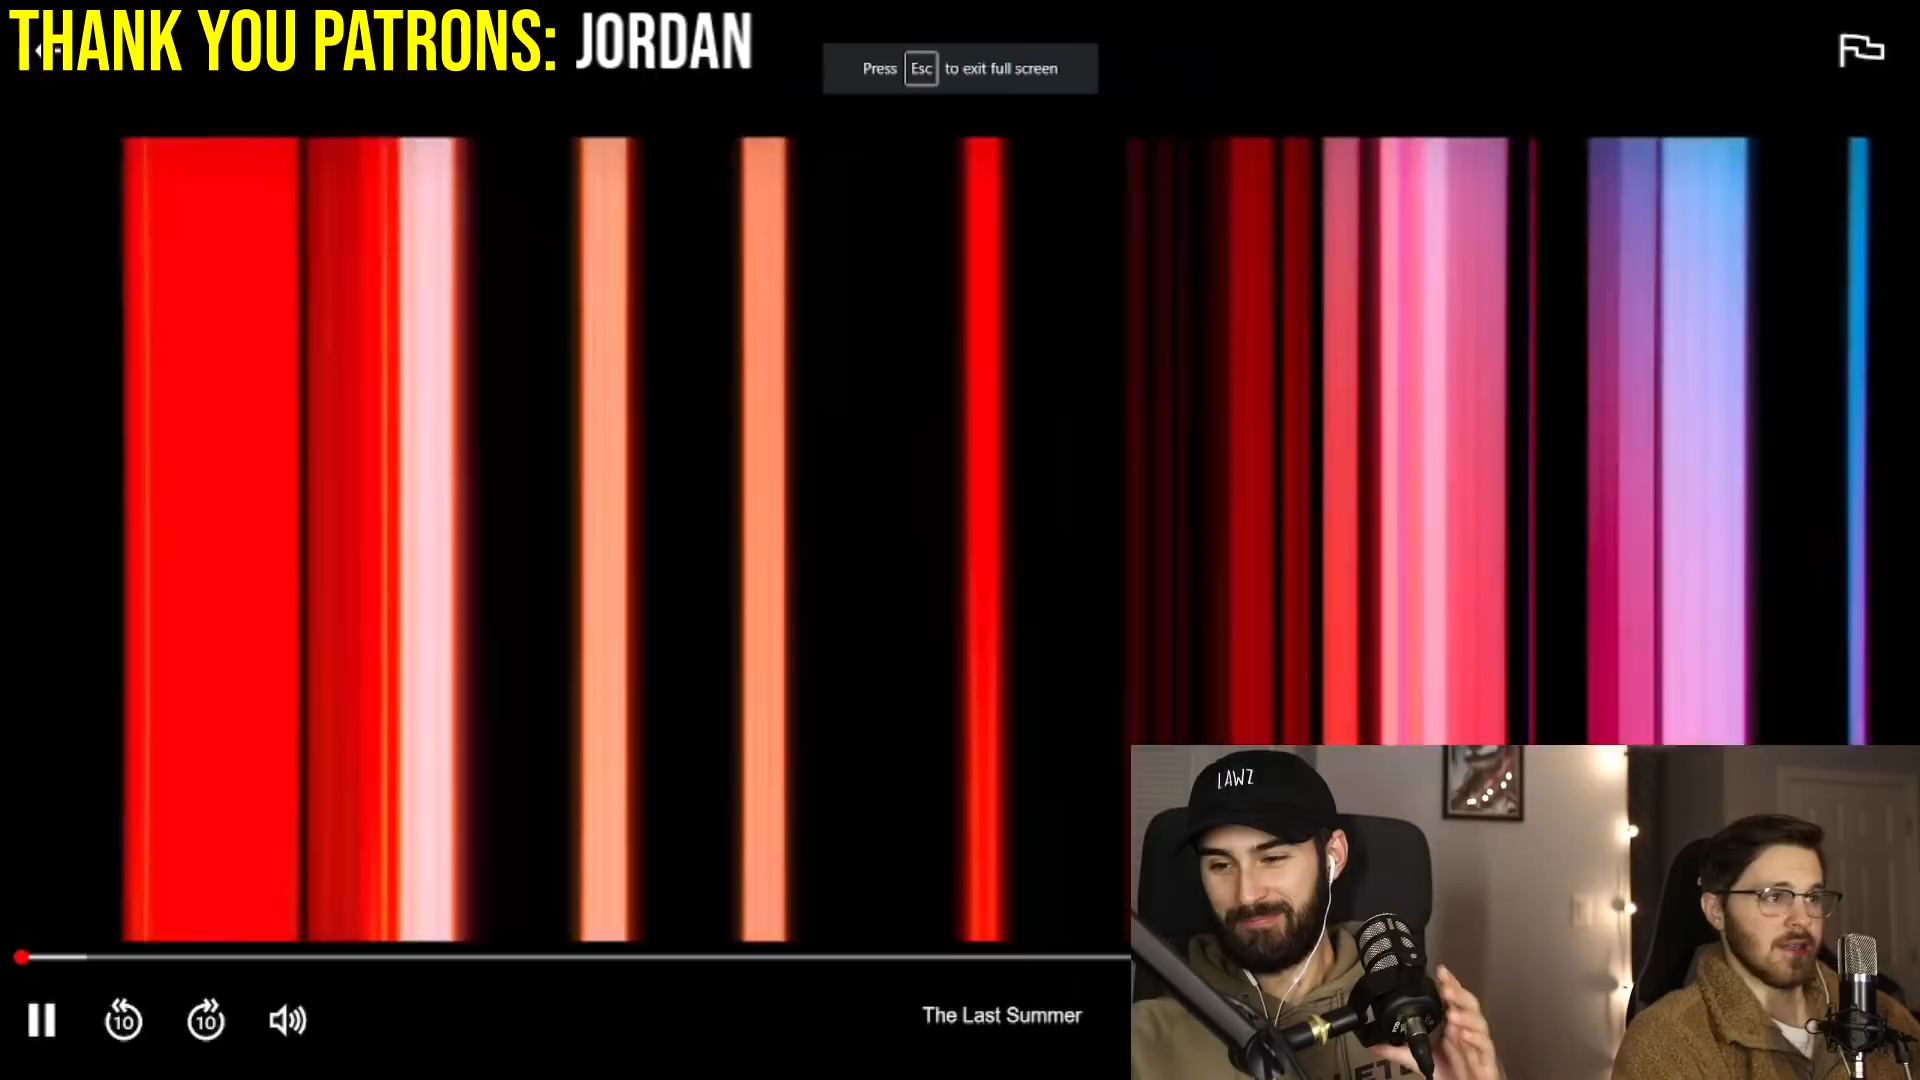 THANK YOU PATRONS: JORDAN
Press Esc to exit full screen
LAWZ
10
10
The Last Summer